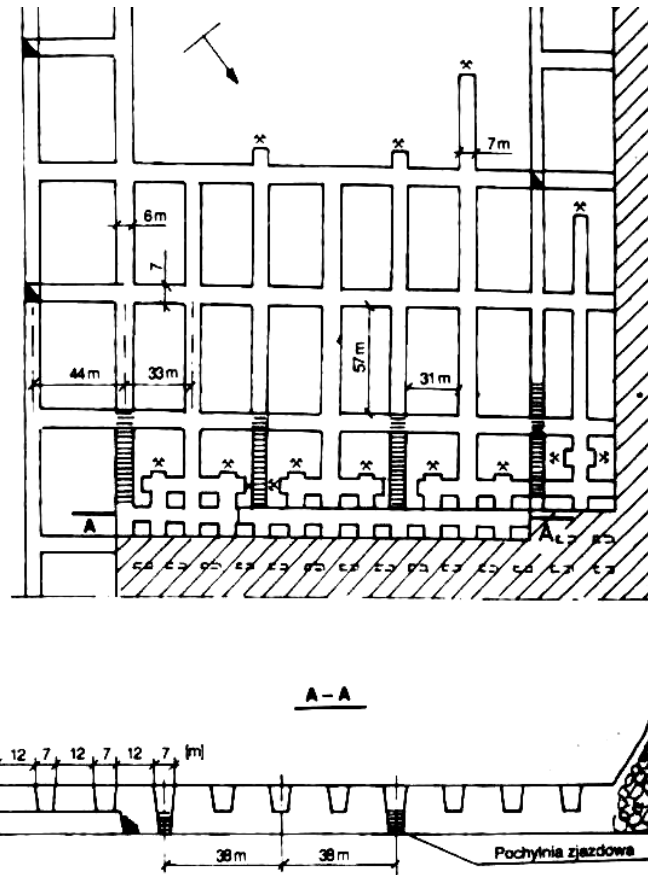 7m
6m
7
44m
33m
57m
31m
A
A
A – A
12 7 12 7 12 7 [m]
38m
38m
Pochylnia zjazdowa